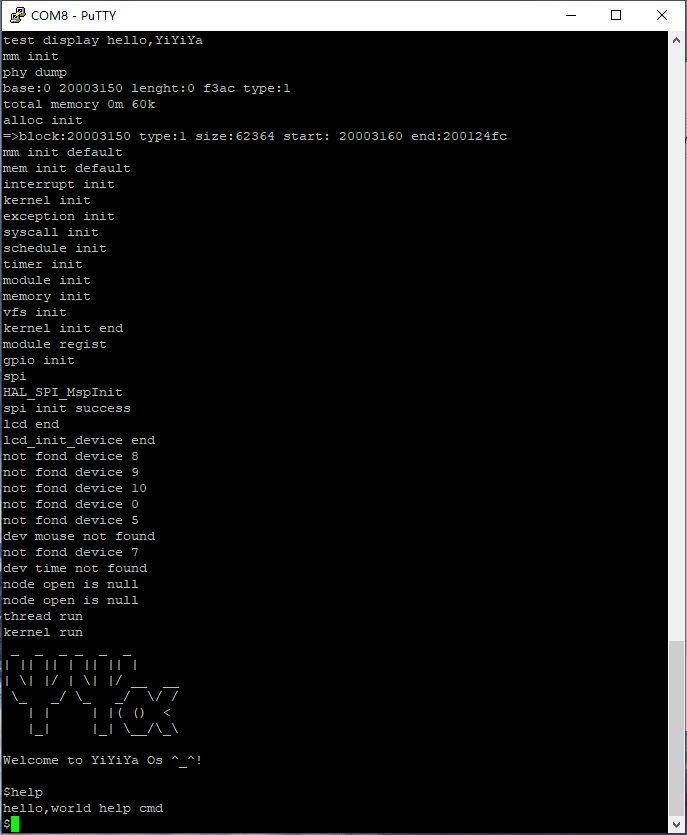 COM8 - PuTTY
test display hello,YiYiYa
mm init
phy dump
base:0 20003150 lenght:0 f3ac type:1
total memory 0m 60k
alloc init
=>block:20003150 type:1 size:62364 start: 20003160 end:200124fc
mm init default
mem init default
interrupt init
kernel init
exception init
syscall init
schedule init
timer init
module init
memory init
vfs init
kernel init end
module regist
gpio init
spi
HAL_SPI_MspInit
spi init success
lcd end
lcd_init_device end
not fond device 8
not fond device 9
not fond device 10
not fond device 0
not fond device 5
dev mouse not found
not fond device 7
dev time not found
node open is null
node open is null
thread run
kernel run
 _  _  _ _  _  _
| || || | || || |
| \| |/ | \| |/ __  __
 \_   _/ \_   _/  \/ /
   | |     | |( ()  <
   |_|     |_| \__/\_\
Welcome to YiYiYa Os ^_^!
$help
hello,world help cmd
$